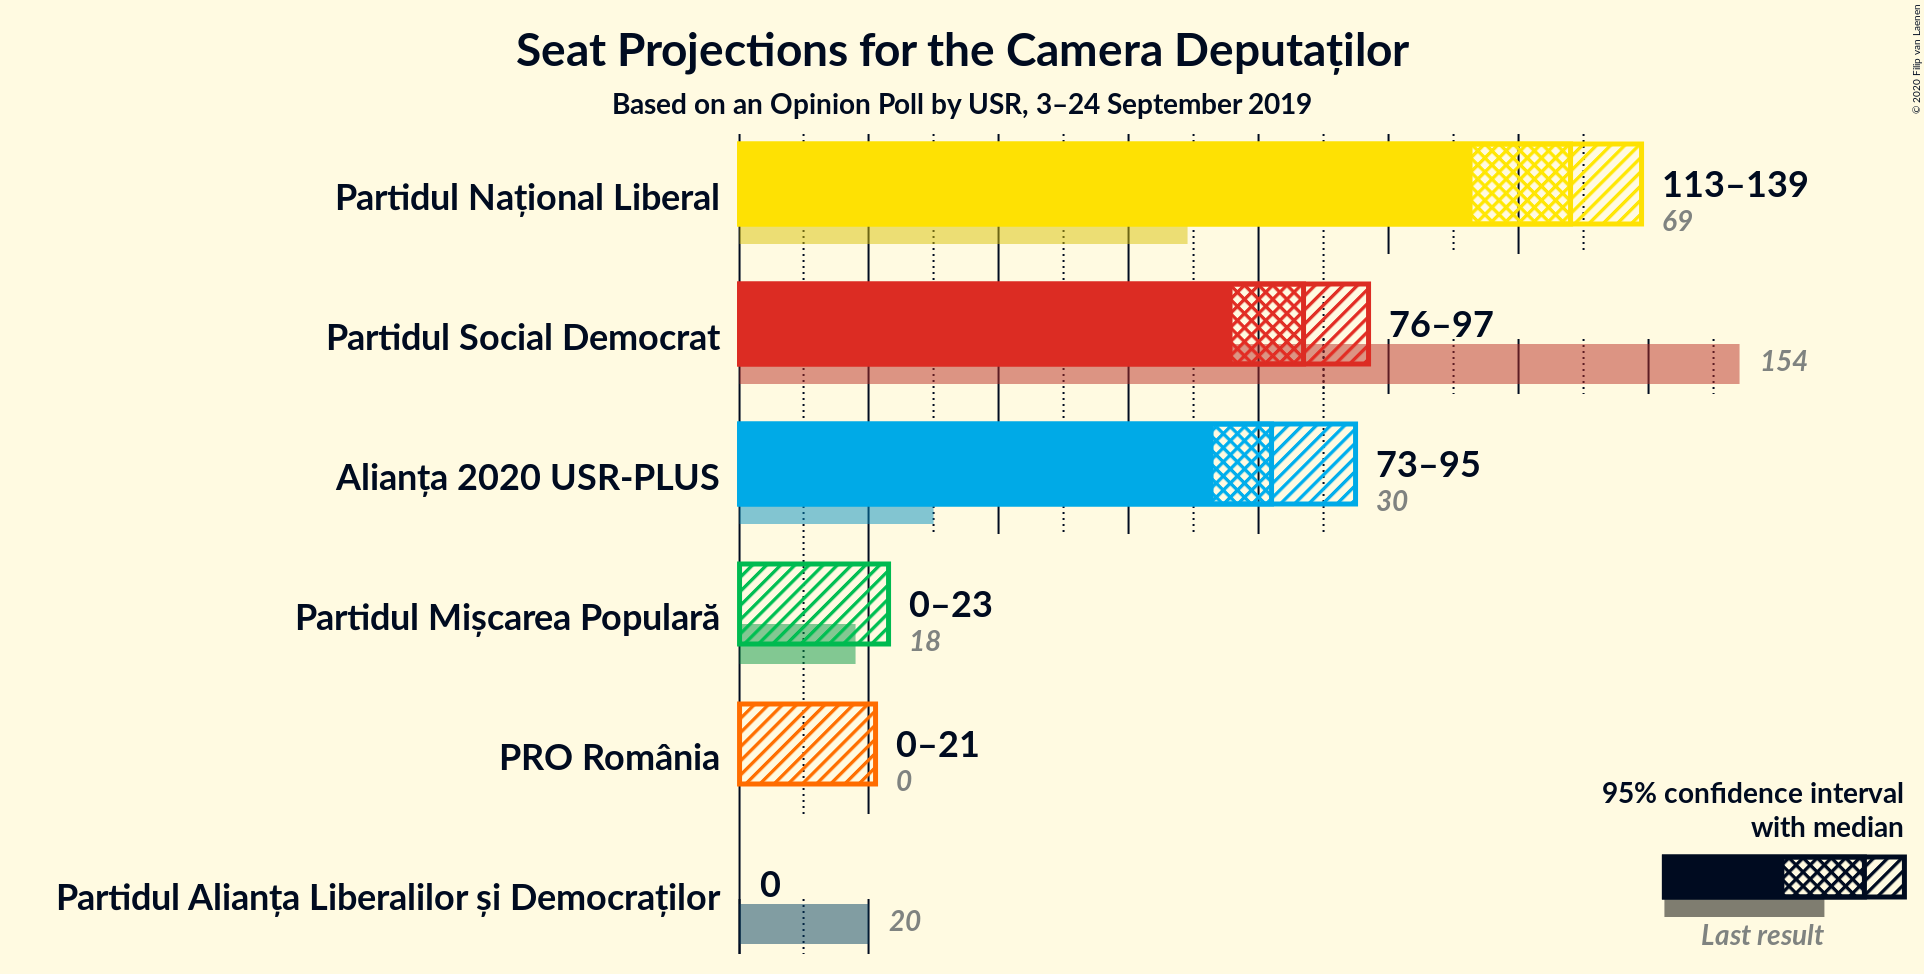 Seat Projections for the Camera Deputaților
Based on an Opinion Poll by USR, 3–24 September 2019
© 2020 Filip van Laenen
Partidul Național Liberal
113–139
69
Partidul Social Democrat
76–97
154
Alianța 2020 USR-PLUS
73–95
30
Partidul Mișcarea Populară
0–23
18
PRO România
0–21
0
Partidul Alianța Liberalilor și Democraților
0
20
95% confidence interval
with median
Last result